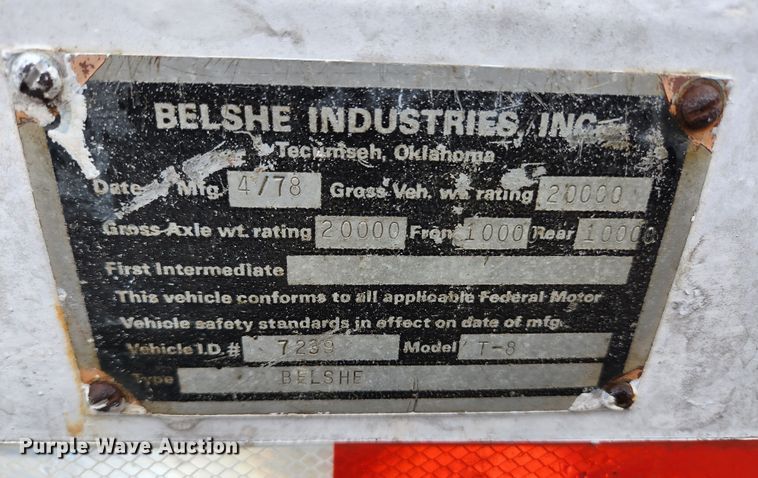 BELSHE INDUSTRIES, INC.
Tecumseh, Oklahoma
Date Mfg. 4/78 Gross Veh. wt. rating 20000
Gross Axle wt. rating 20000 Front 1000 Rear 10000
First Intermediate
This vehicle conforms to all applicable Federal Motor
Vehicle safety standards in effect on date of mfg.
Vehicle I.D. # 7239 Model T-8
Type BELSHE
Purple Wave Auction